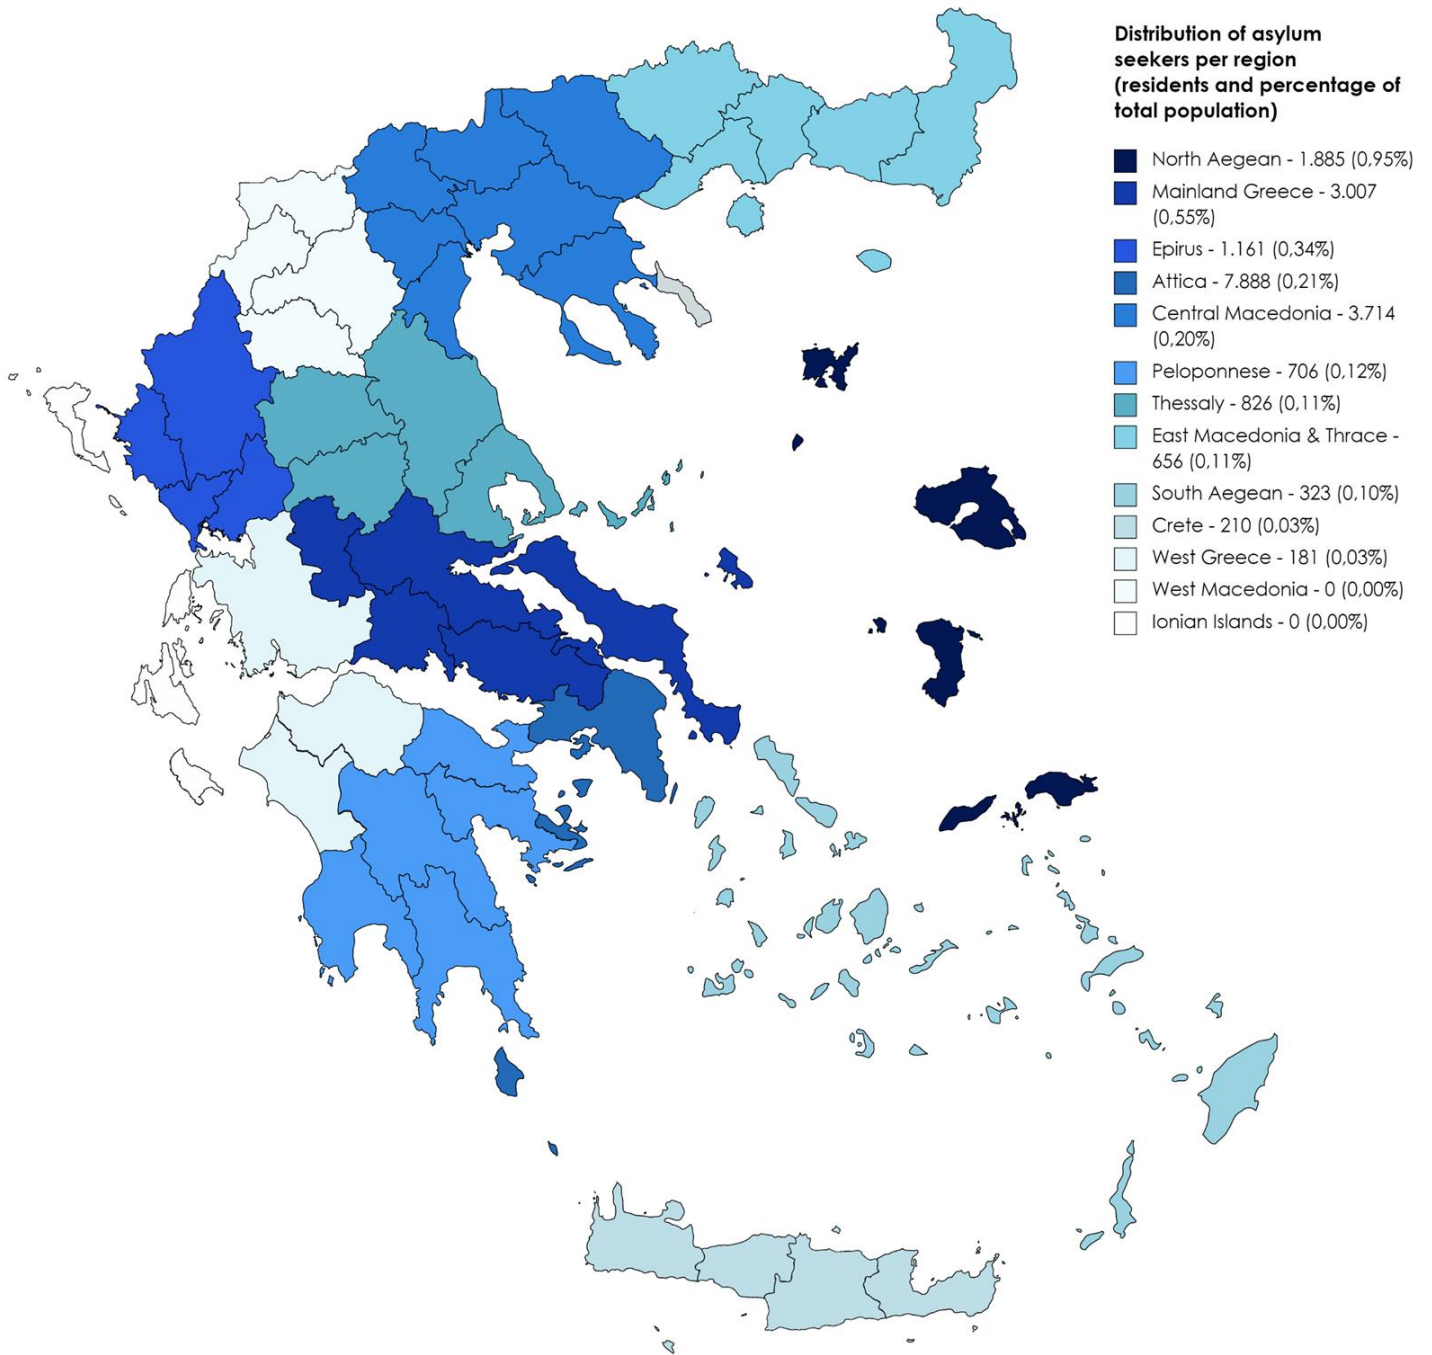 Distribution of asylum
seekers per region
(residents and percentage of
total population)
North Aegean - 1.885 (0,95%)
Mainland Greece - 3.007
(0,55%)
Epirus - 1.161 (0,34%)
Attica - 7.888 (0,21%)
Central Macedonia - 3.714
(0,20%)
Peloponnese - 706 (0,12%)
Thessaly - 826 (0,11%)
East Macedonia & Thrace -
656 (0,11%)
South Aegean - 323 (0,10%)
Crete - 210 (0,03%)
West Greece - 181 (0,03%)
West Macedonia - 0 (0,00%)
Ionian Islands - 0 (0,00%)